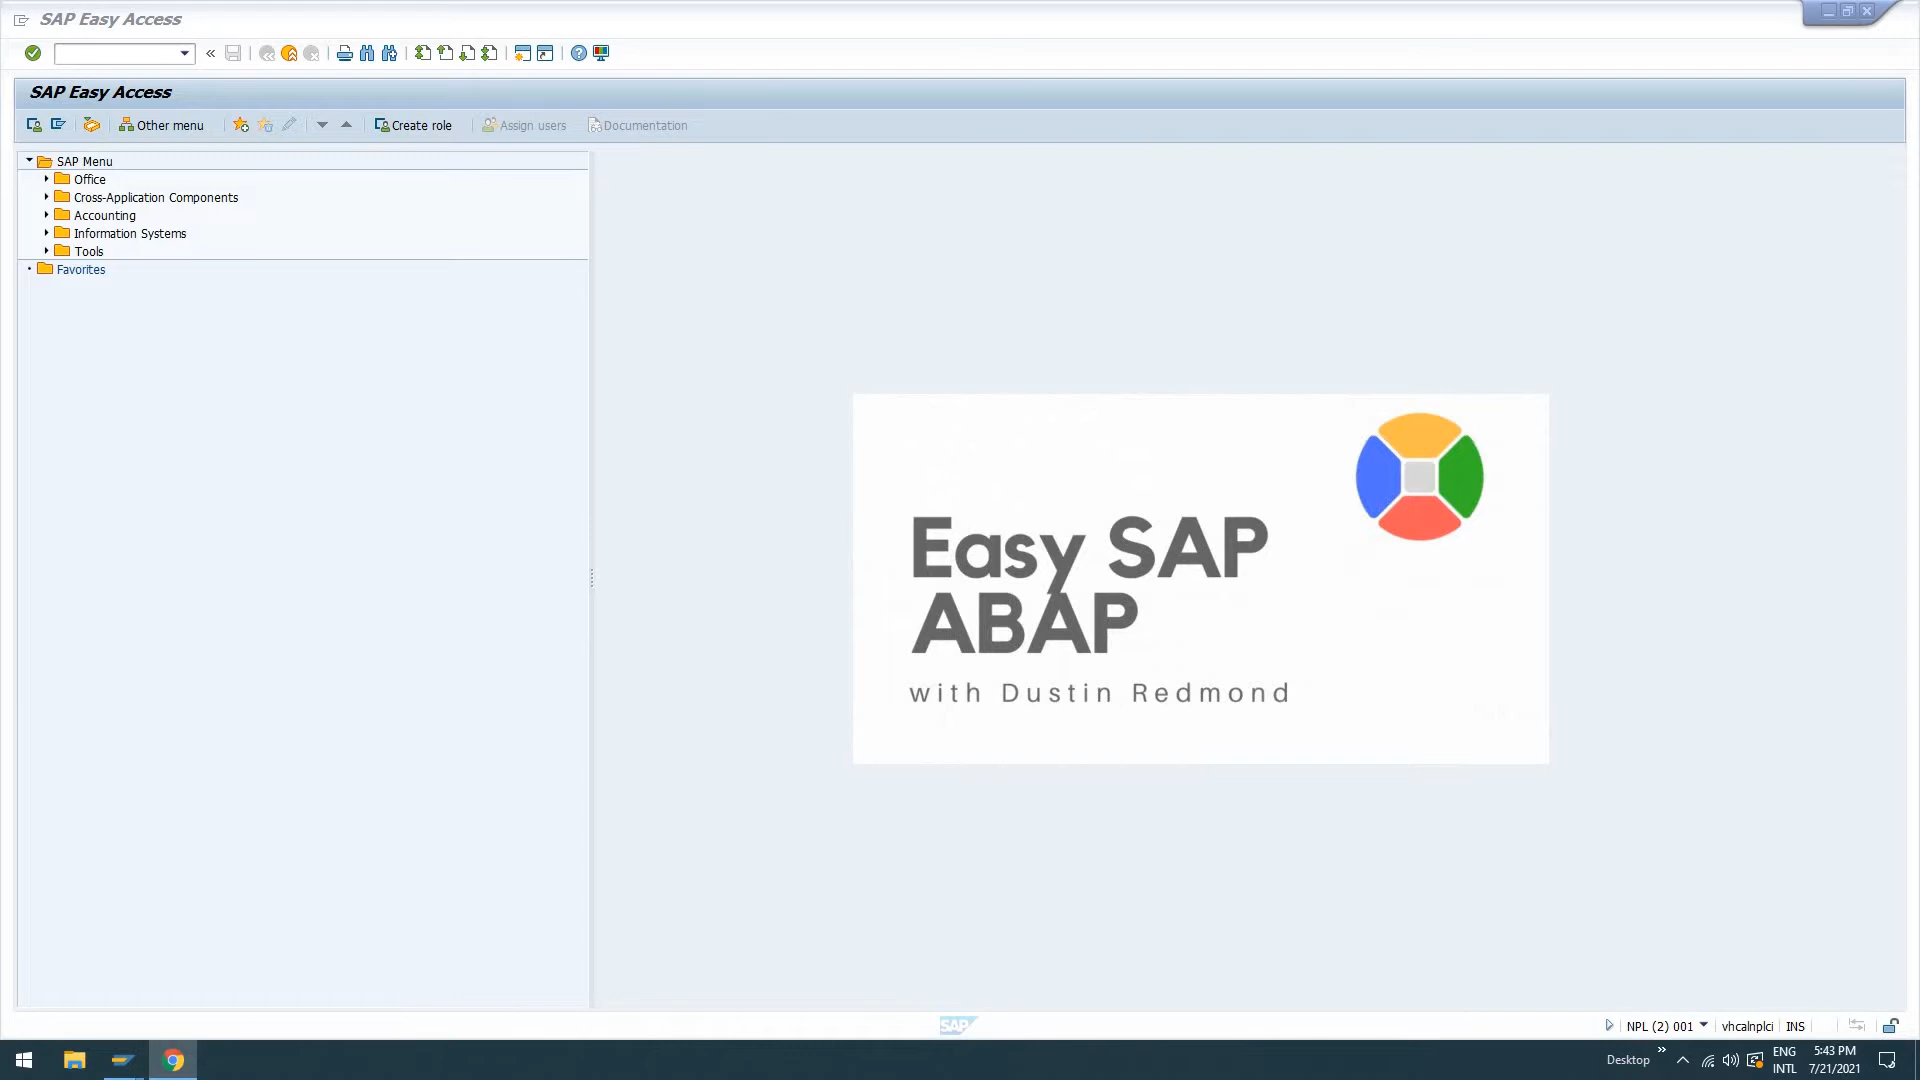 SAP Easy Access
SAP Easy Access
Other menu
Create role
Assign users
Documentation
SAP Menu
Office
Cross-Application Components
Accounting
Information Systems
Tools
Favorites
Easy SAP
ABAP
with Dustin Redmond
SAP
NPL (2) 001
vhcalnplci
INS
Desktop
ENG
INTL
5:43 PM
7/21/2021